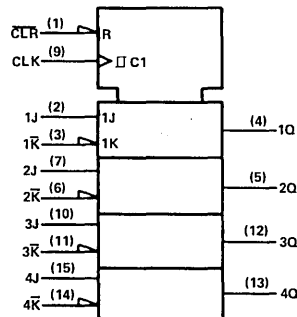 C̅L̅R̅ (1) R
CLK (9) C1
1J (2) 1J (4) 1Q
1K̅ (3) 1K
2J (7) (5) 2Q
2K̅ (6)
3J (10) (12) 3Q
3K̅ (11)
4J (15) (13) 4Q
4K̅ (14)